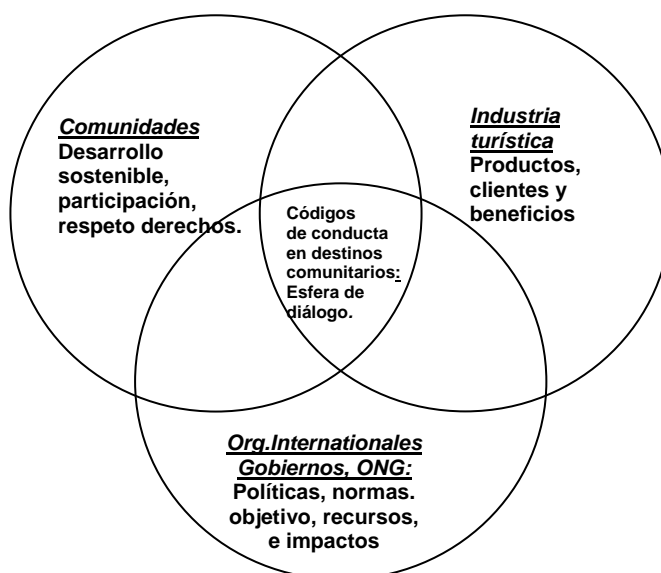 Comunidades
Desarrollo
sostenible,
participación,
respeto derechos.
Industria
turística
Productos,
clientes y
beneficios
Códigos
de conducta
en destinos
comunitarios:
Esfera de
diálogo.
Org.Internationales
Gobiernos, ONG:
Políticas, normas.
objetivo, recursos,
e impactos